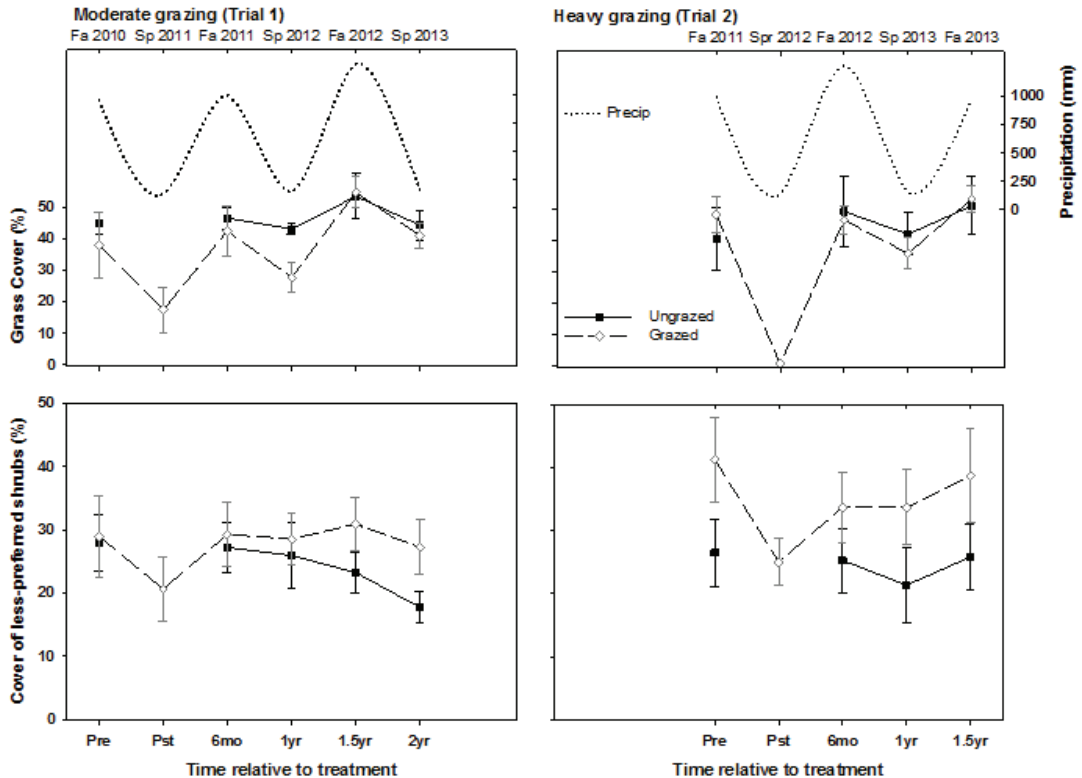 Moderate grazing (Trial 1)
Fa 2010 Sp 2011 Fa 2011 Sp 2012 Fa 2012 Sp 2013
Heavy grazing (Trial 2)
Fa 2011 Spr 2012 Fa 2012 Sp 2013 Fa 2013
Precip
1000
750
500
250
0
Precipitation (mm)
Grass Cover (%)
50
40
30
20
10
0
Ungrazed
Grazed
Cover of less-preferred shrubs (%)
50
40
30
20
10
0
Pre Pst 6mo 1yr 1.5yr 2yr
Time relative to treatment
Pre Pst 6mo 1yr 1.5yr
Time relative to treatment